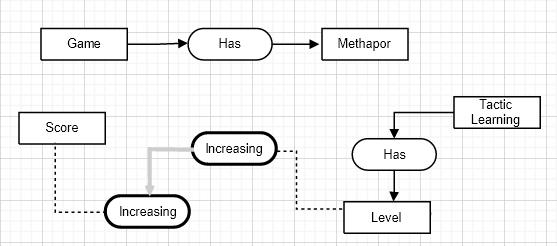 Game
Has
Methapor
Tactic
Learning
Score
Increasing
Has
Increasing
Level